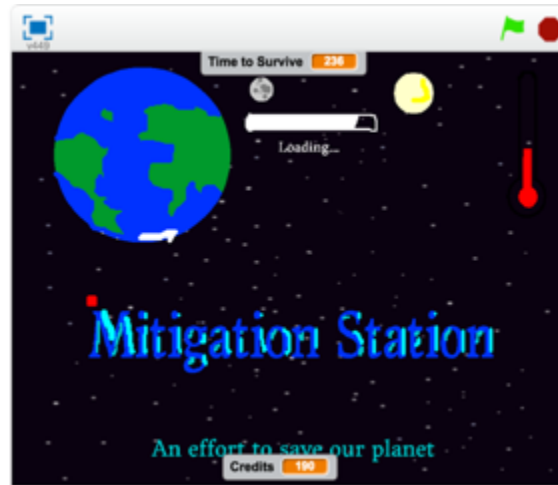 v449
Time to Survive 236
Loading...
Mitigation Station
An effort to save our planet
Credits 190